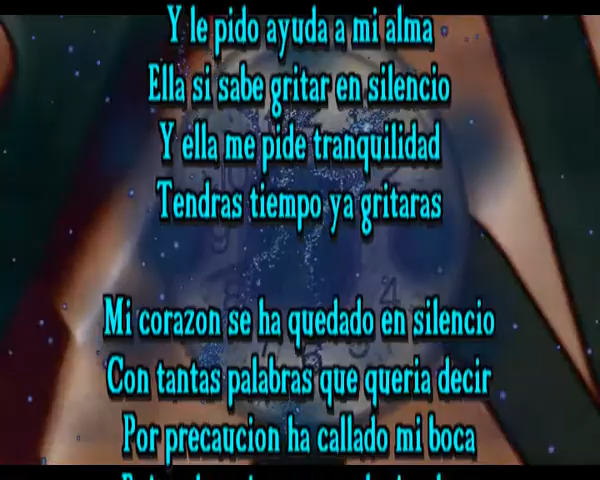 Y le pido ayuda a mi alma
Ella si sabe gritar en silencio
Y ella me pide tranquilidad
Tendras tiempo ya gritaras
Mi corazon se ha quedado en silencio
Con tantas palabras que queria decir
Por precaucion ha callado mi boca